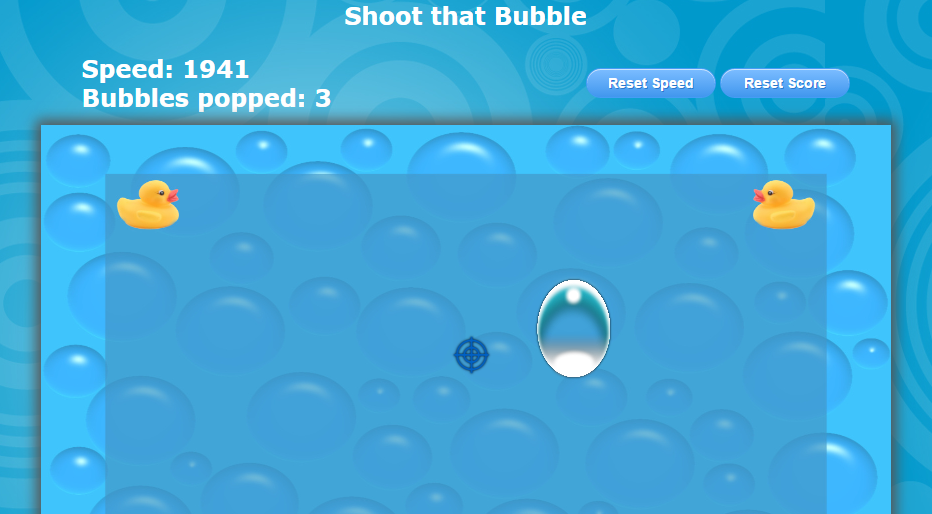 Shoot that Bubble
Speed: 1941
Bubbles popped: 3
Reset Speed
Reset Score